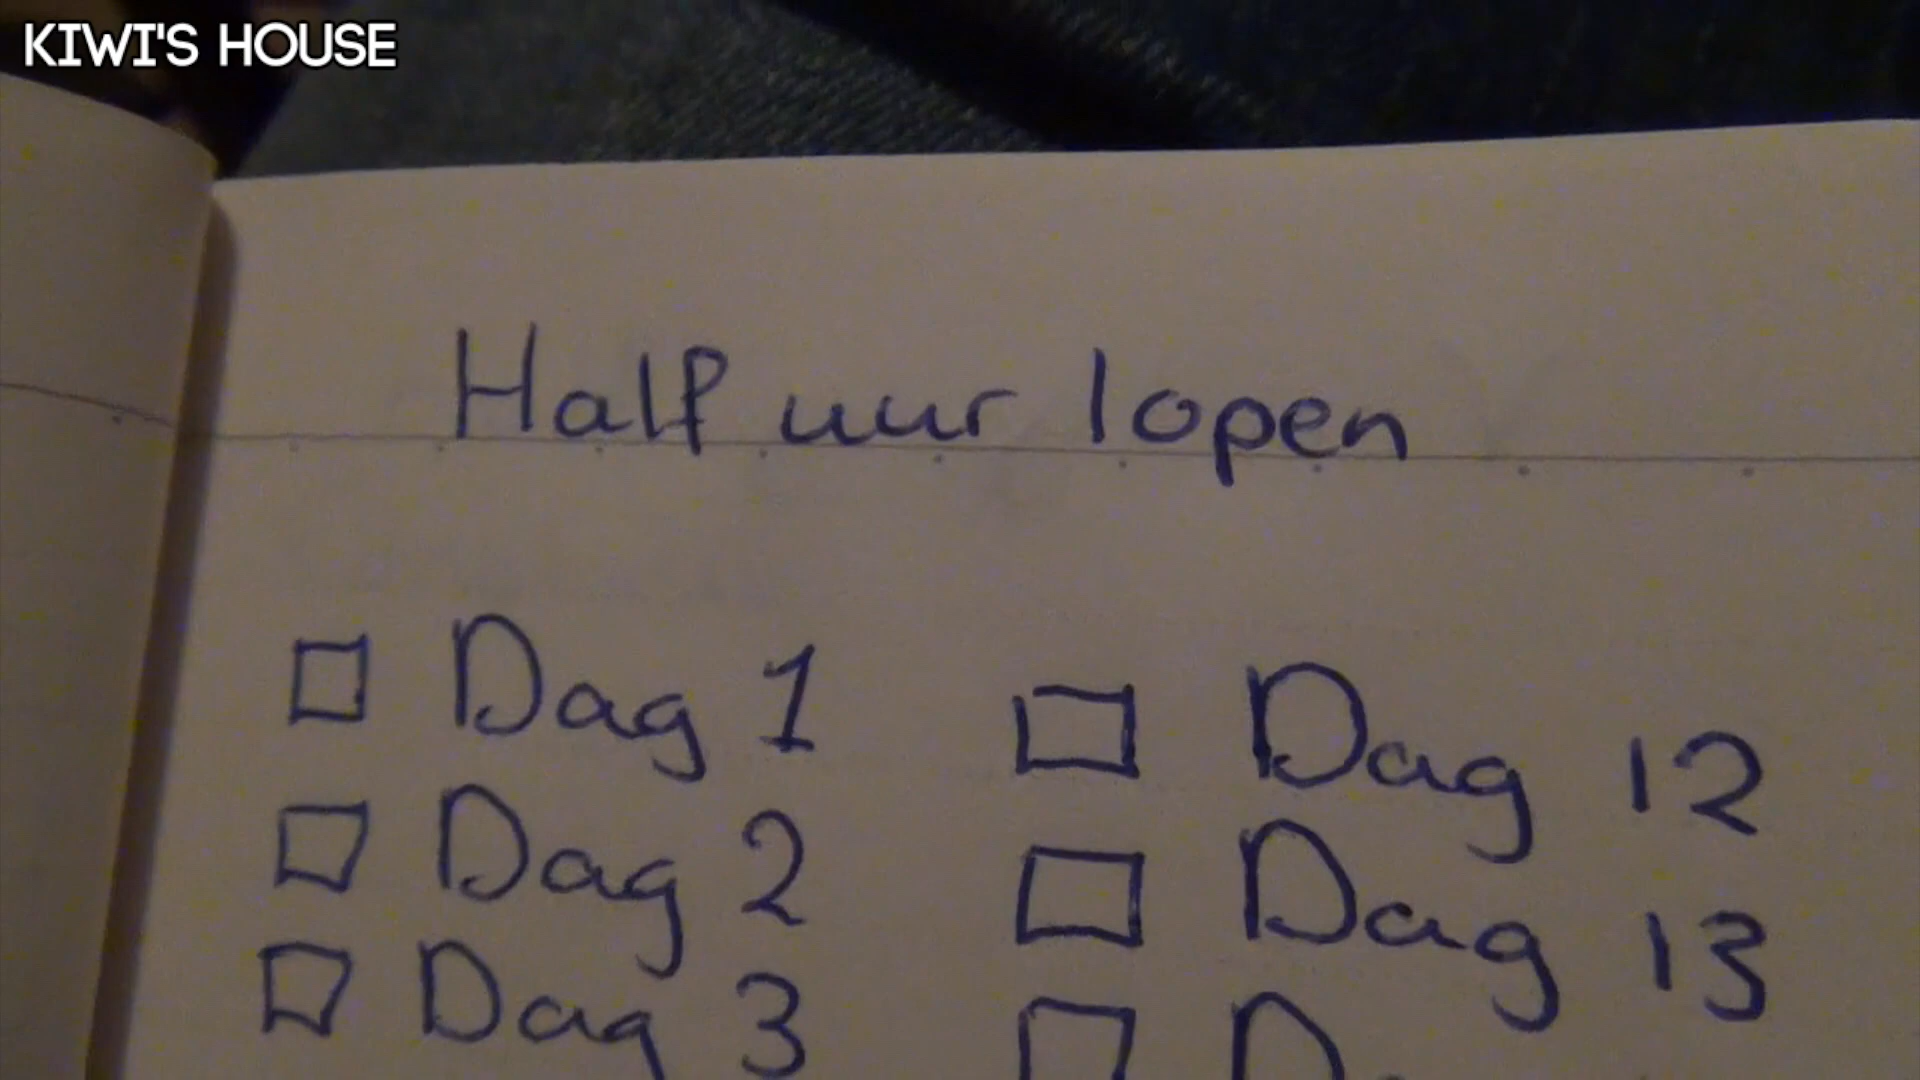 KIWI'S HOUSE
Half uur lopen
Dag 1
Dag 2
Dag 3
Dag 12
Dag 13